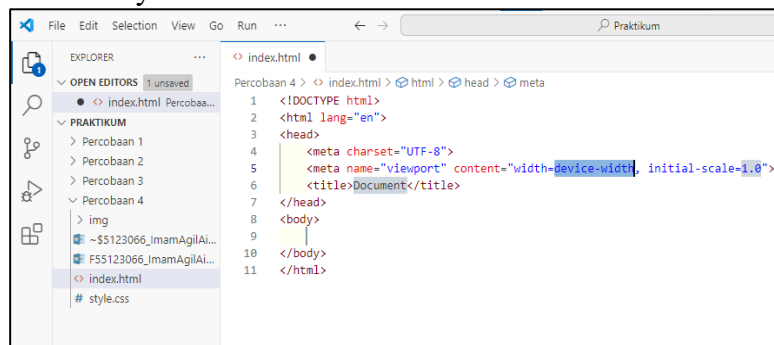 File Edit Selection View Go Run ··· ← → Praktikum
EXPLORER ···
OPEN EDITORS 1 unsaved
index.html Percobaa...
PRAKTIKUM
Percobaan 1
Percobaan 2
Percobaan 3
Percobaan 4
img
~$5123066_ImamAgilAi...
F55123066_ImamAgilAi...
index.html
# style.css
1
index.html
Percobaan 4 > index.html > html > head > meta
1 <!DOCTYPE html>
2 <html lang="en">
3 <head>
4 <meta charset="UTF-8">
5 <meta name="viewport" content="width=device-width, initial-scale=1.0">
6 <title>Document</title>
7 </head>
8 <body>
9
10 </body>
11 </html>